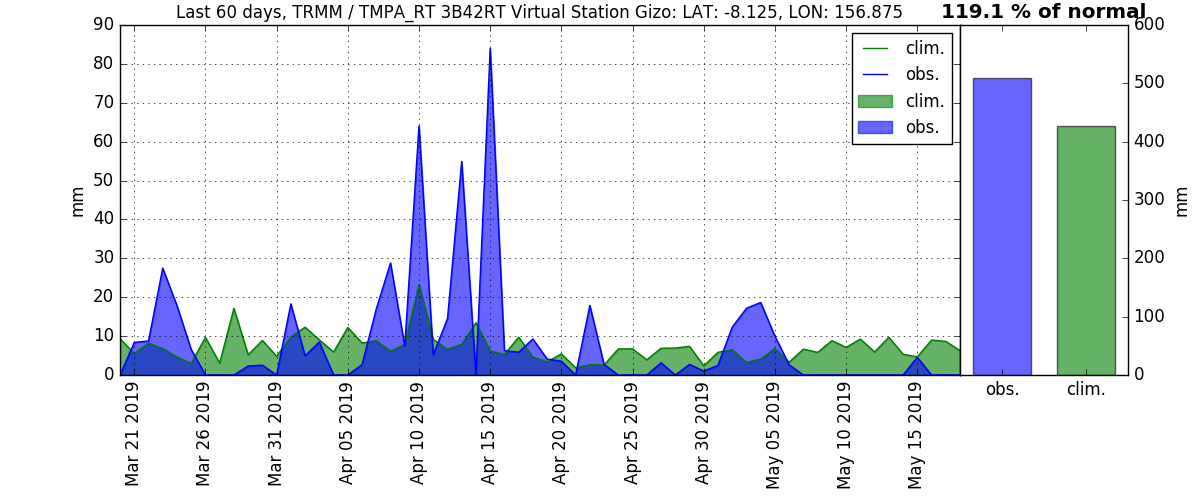 Last 60 days, TRMM / TMPA_RT 3B42RT Virtual Station Gizo: LAT: -8.125, LON: 156.875
119.1 % of normal
90
80
70
60
50
40
30
20
10
0
mm
clim.
obs.
clim.
obs.
Mar 21 2019
Mar 26 2019
Mar 31 2019
Apr 05 2019
Apr 10 2019
Apr 15 2019
Apr 20 2019
Apr 25 2019
Apr 30 2019
May 05 2019
May 10 2019
May 15 2019
600
500
400
300
200
100
0
mm
obs.
clim.